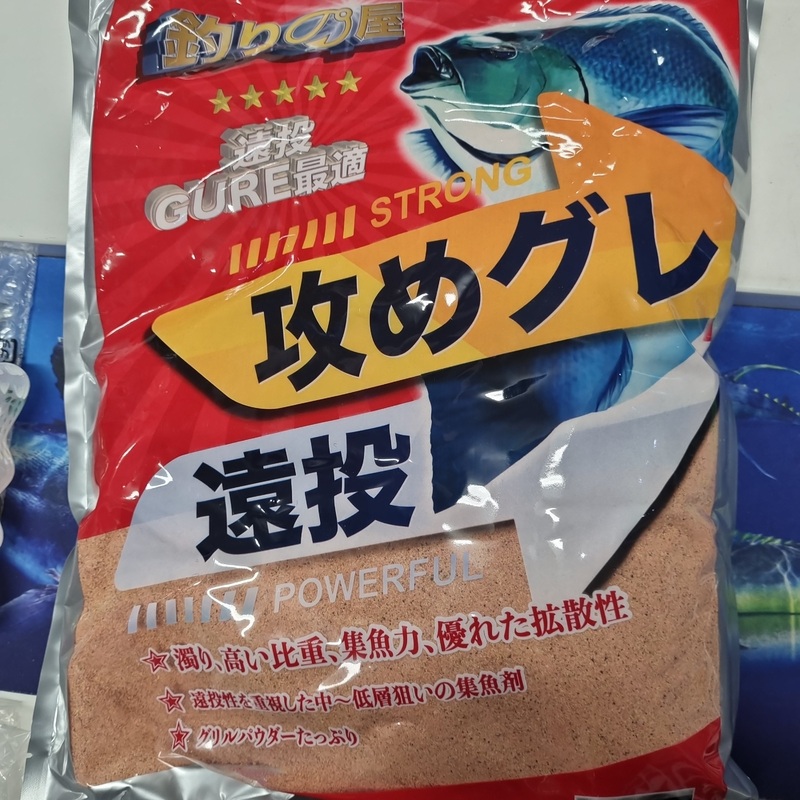 釣りの屋
遠投
GURE最適
STRONG
攻めグレ
遠投
POWERFUL
濁り、高い比重、集魚力、優れた拡散性
遠投性を重視した中〜低層狙いの集魚剤
グリルパウダーたっぷり